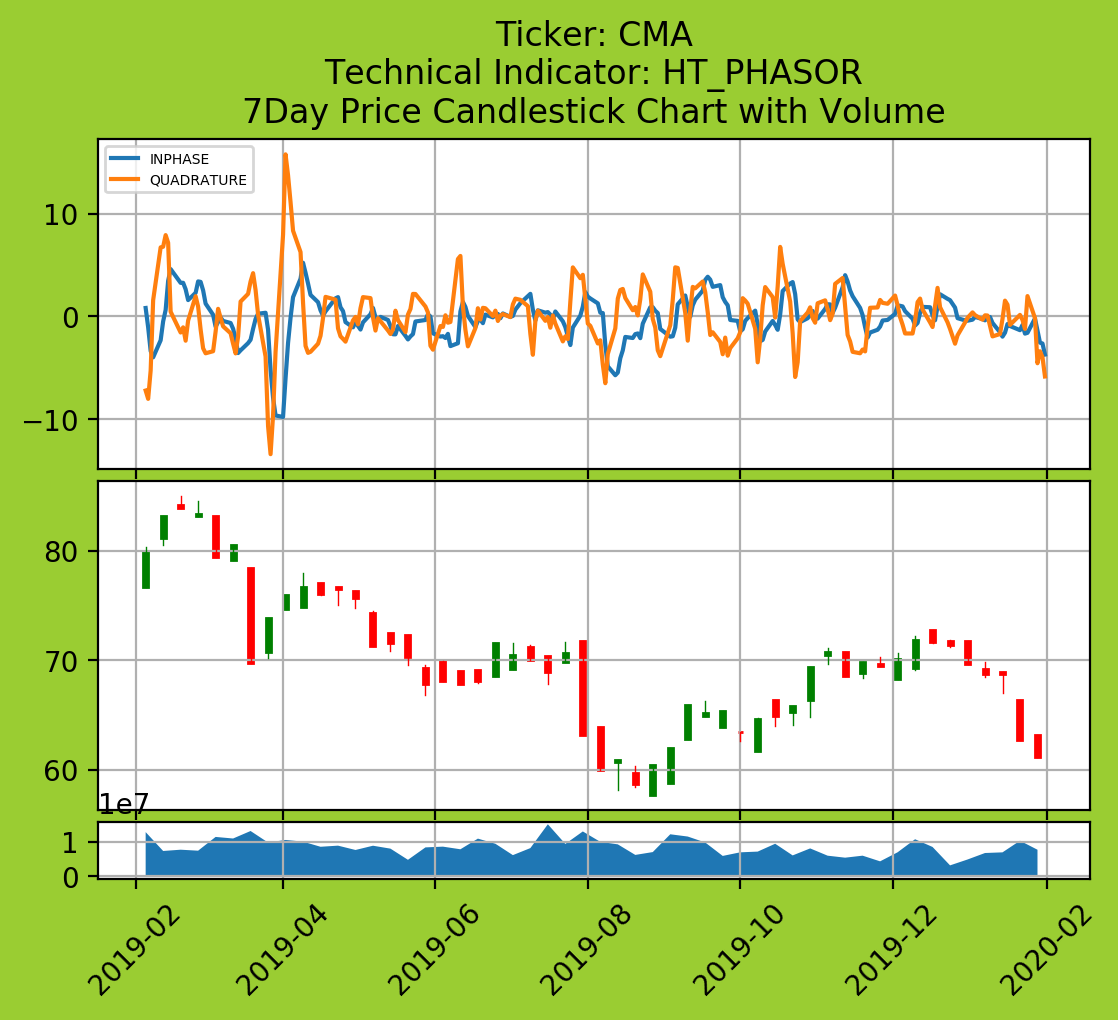 Ticker: CMA
Technical Indicator: HT_PHASOR
7Day Price Candlestick Chart with Volume
INPHASE
QUADRATURE
10
0
−10
80
70
60
1e7
1
0
2019-02
2019-04
2019-06
2019-08
2019-10
2019-12
2020-02